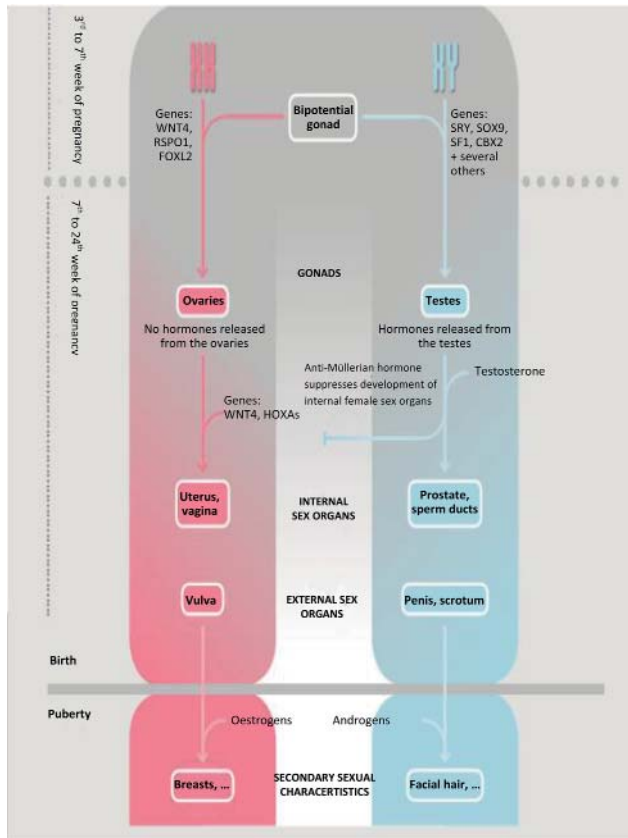 3rd to 7th week of pregnancy
XX
XY
Genes:
WNT4,
RSPO1,
FOXL2
Bipotential
gonad
Genes:
SRY, SOX9,
SF1, CBX2
+ several
others
7th to 24th week of pregnancy
GONADS
Ovaries
Testes
No hormones released
from the ovaries
Hormones released from
the testes
Anti-Müllerian hormone
suppresses development of
internal female sex organs
Testosterone
Genes:
WNT4, HOXAs
Uterus,
vagina
INTERNAL
SEX ORGANS
Prostate,
sperm ducts
Vulva
EXTERNAL SEX
ORGANS
Penis, scrotum
Birth
Puberty
Oestrogens
Androgens
Breasts, ...
SECONDARY SEXUAL
CHARACERTISTICS
Facial hair, ...